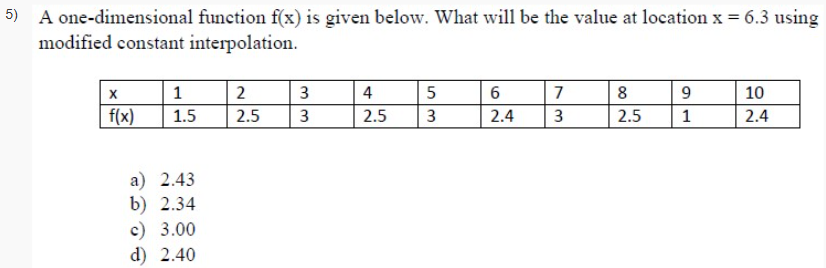 5) A one-dimensional function f(x) is given below. What will be the value at location x = 6.3 using
modified constant interpolation.
x 1 2 3 4 5 6 7 8 9 10
f(x) 1.5 2.5 3 2.5 3 2.4 3 2.5 1 2.4
a) 2.43
b) 2.34
c) 3.00
d) 2.40